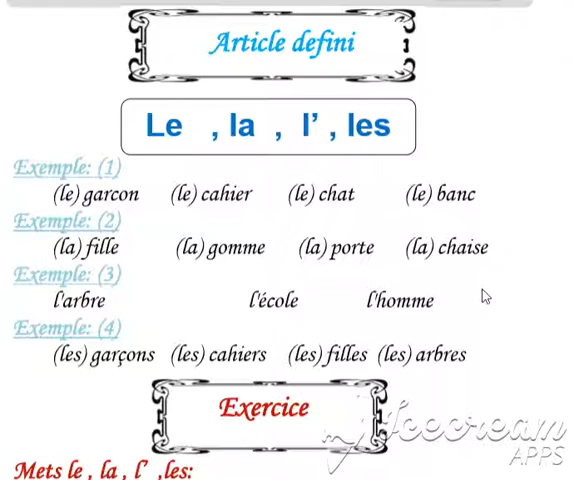 Article defini
Le , la , l' , les
Exemple: (1)
(le) garcon (le) cahier (le) chat (le) banc
Exemple: (2)
(la) fille (la) gomme (la) porte (la) chaise
Exemple: (3)
l'arbre l'école l'homme
Exemple: (4)
(les) garçons (les) cahiers (les) filles (les) arbres
Exercice
Icecream
APPS
Mets le , la , l' ,les: